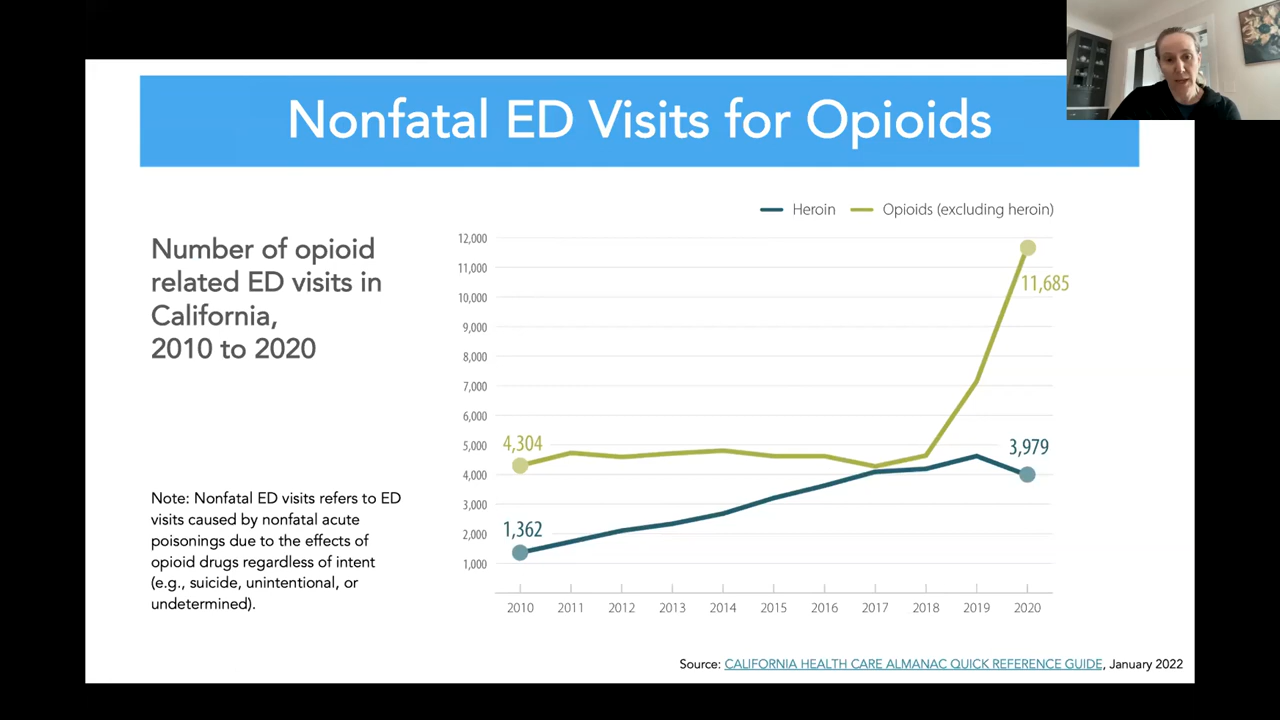 Nonfatal ED Visits for Opioids
Number of opioid
related ED visits in
California,
2010 to 2020
Note: Nonfatal ED visits refers to ED
visits caused by nonfatal acute
poisonings due to the effects of
opioid drugs regardless of intent
(e.g., suicide, unintentional, or
undetermined).
Heroin Opioids (excluding heroin)
12,000
11,000
10,000
9,000
8,000
7,000
6,000
5,000
4,000
3,000
2,000
1,000
11,685
4,304
3,979
1,362
2010 2011 2012 2013 2014 2015 2016 2017 2018 2019 2020
Source: CALIFORNIA HEALTH CARE ALMANAC QUICK REFERENCE GUIDE, January 2022